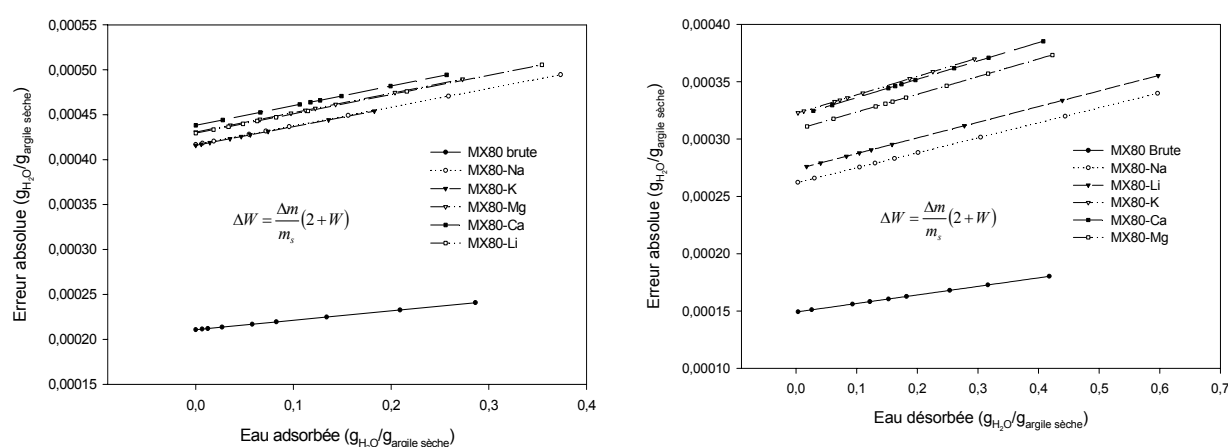 0,00055
0,00050
0,00045
0,00040
0,00035
0,00030
0,00025
0,00020
0,00015
Erreur absolue (gH2O/gargile sèche)
MX80 brute
MX80-Na
MX80-K
MX80-Mg
MX80-Ca
MX80-Li
ΔW = Δm/ms (2+W)
0,0 0,1 0,2 0,3 0,4
Eau adsorbée (gH2O/gargile sèche)
0,00040
0,00035
0,00030
0,00025
0,00020
0,00015
0,00010
Erreur absolue (gH2O/gargile sèche)
MX80 Brute
MX80-Na
MX80-Li
MX80-K
MX80-Ca
MX80-Mg
ΔW = Δm/ms (2+W)
0,0 0,1 0,2 0,3 0,4 0,5 0,6 0,7
Eau désorbée (gH2O/gargile sèche)